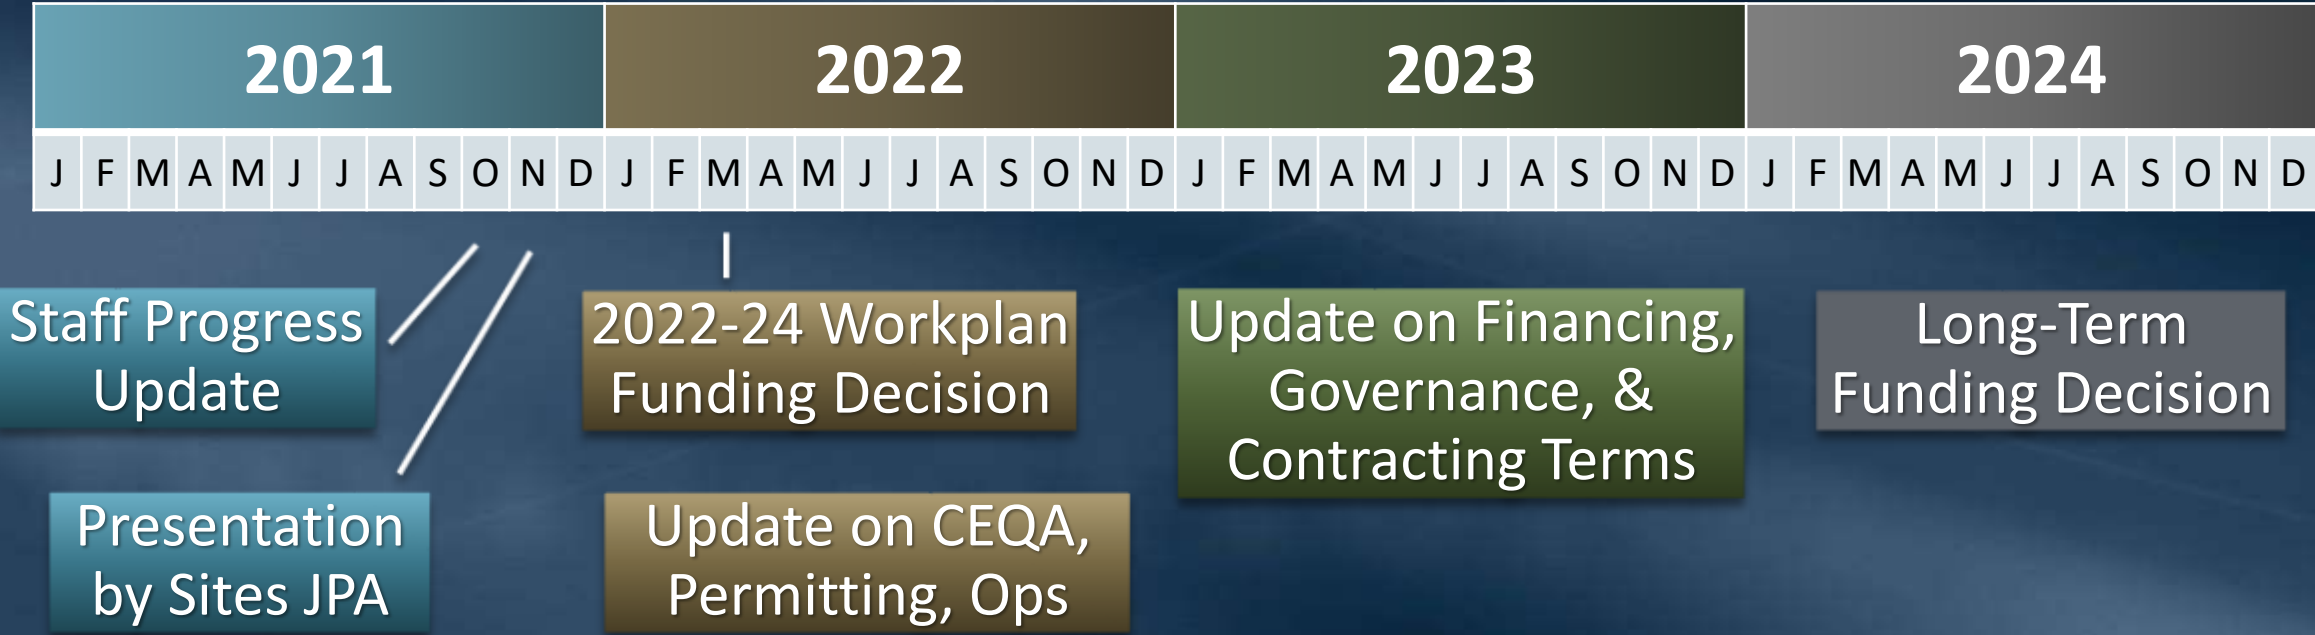 2021 2022 2023 2024
J F M A M J J A S O N D J F M A M J J A S O N D J F M A M J J A S O N D J F M A M J J A S O N D
Staff Progress
Update
2022-24 Workplan
Funding Decision
Update on Financing,
Governance, &
Contracting Terms
Long-Term
Funding Decision
Presentation
by Sites JPA
Update on CEQA,
Permitting, Ops